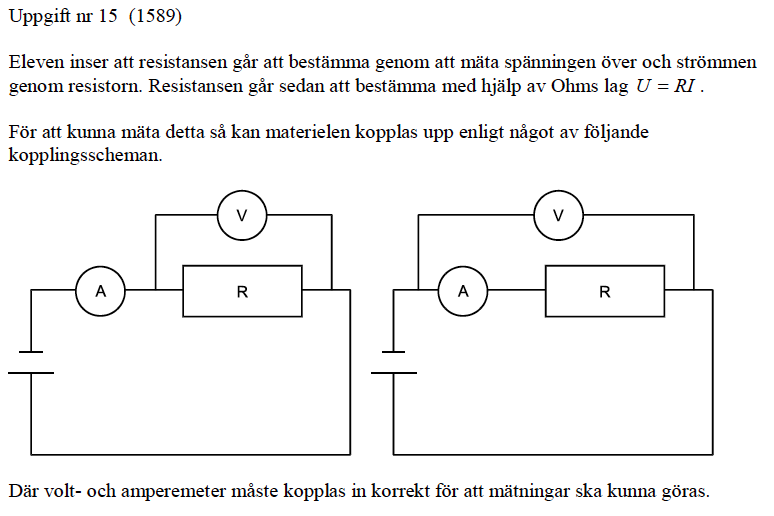 Uppgift nr 15 (1589)
Eleven inser att resistansen går att bestämma genom att mäta spänningen över och strömmen
genom resistorn. Resistansen går sedan att bestämma med hjälp av Ohms lag U = RI .
För att kunna mäta detta så kan materielen kopplas upp enligt något av följande
kopplingsscheman.
V
A
R
V
A
R
Där volt- och amperemeter måste kopplas in korrekt för att mätningar ska kunna göras.